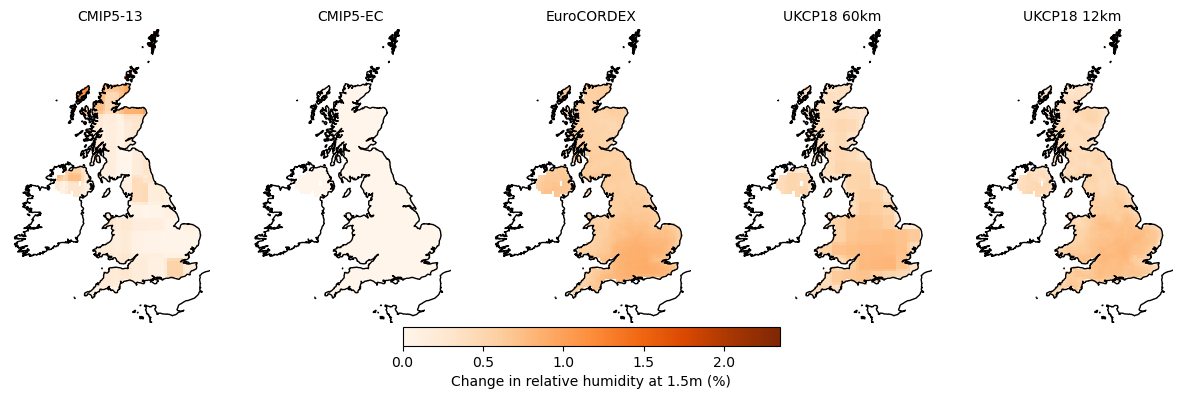 CMIP5-13 CMIP5-EC EuroCORDEX UKCP18 60km UKCP18 12km
0.0 0.5 1.0 1.5 2.0
Change in relative humidity at 1.5m (%)